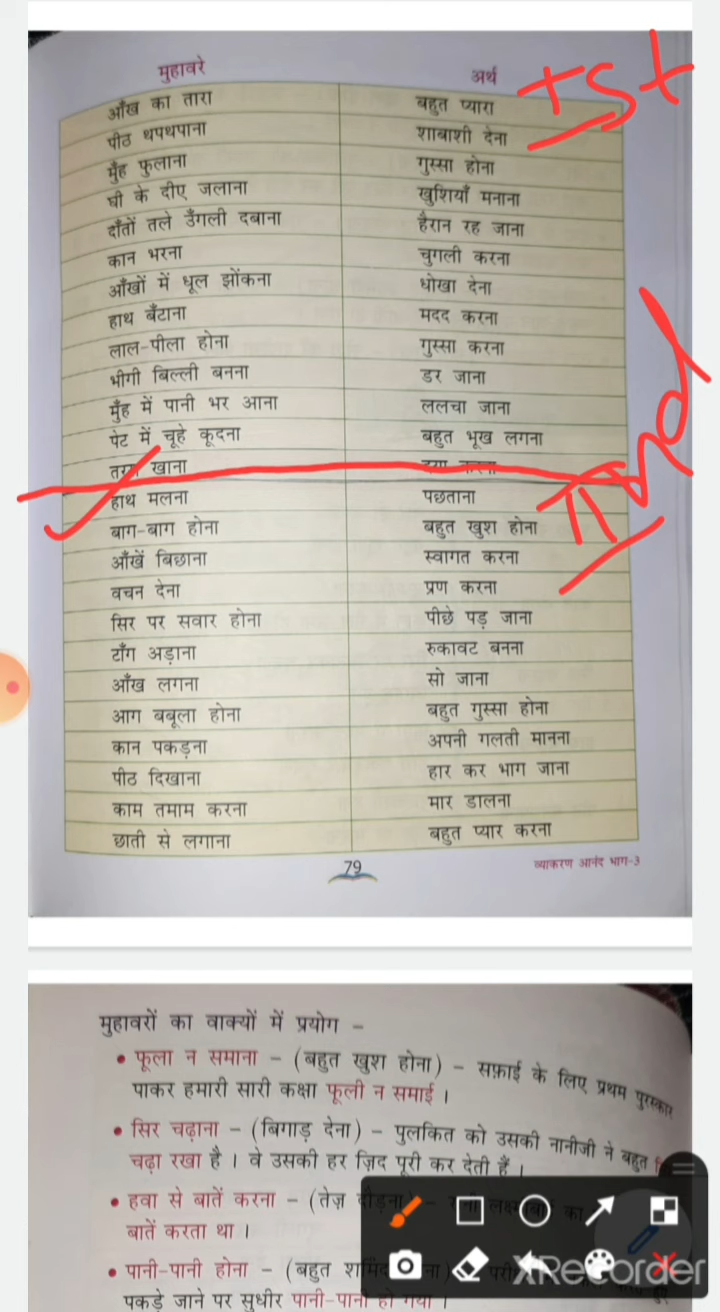 मुहावरे अर्थ
Ist
आँख का तारा बहुत प्यारा
पीठ थपथपाना शाबाशी देना
मुँह फुलाना गुस्सा होना
घी के दीए जलाना खुशियाँ मनाना
दाँतों तले उँगली दबाना हैरान रह जाना
कान भरना चुगली करना
आँखों में धूल झोंकना धोखा देना
हाथ बँटाना मदद करना
लाल-पीला होना गुस्सा करना
भीगी बिल्ली बनना डर जाना
मुँह में पानी भर आना ललचा जाना
पेट में चूहे कूदना बहुत भूख लगना
IInd
खाना करना
हाथ मलना पछताना
बाग-बाग होना बहुत खुश होना
आँखें बिछाना स्वागत करना
वचन देना प्रण करना
सिर पर सवार होना पीछे पड़ जाना
टाँग अड़ाना रुकावट बनना
आँख लगना सो जाना
आग बबूला होना बहुत गुस्सा होना
कान पकड़ना अपनी गलती मानना
पीठ दिखाना हार कर भाग जाना
काम तमाम करना मार डालना
छाती से लगाना बहुत प्यार करना
79 व्याकरण आनंद भाग-3
मुहावरों का वाक्यों में प्रयोग –
• फूला न समाना – (बहुत खुश होना) – सफ़ाई के लिए प्रथम पुरस्कार
पाकर हमारी सारी कक्षा फूली न समाई ।
• सिर चढ़ाना – (बिगाड़ देना) – पुलकित को उसकी नानीजी ने बहुत
चढ़ा रखा है । वे उसकी हर ज़िद पूरी कर देती हैं ।
• हवा से बातें करना – (तेज़ दौड़ना) – का
बातें करता था ।
• पानी-पानी होना – (बहुत
पकड़े जाने पर सुधीर पानी-पानी हो गया ।
XRecorder